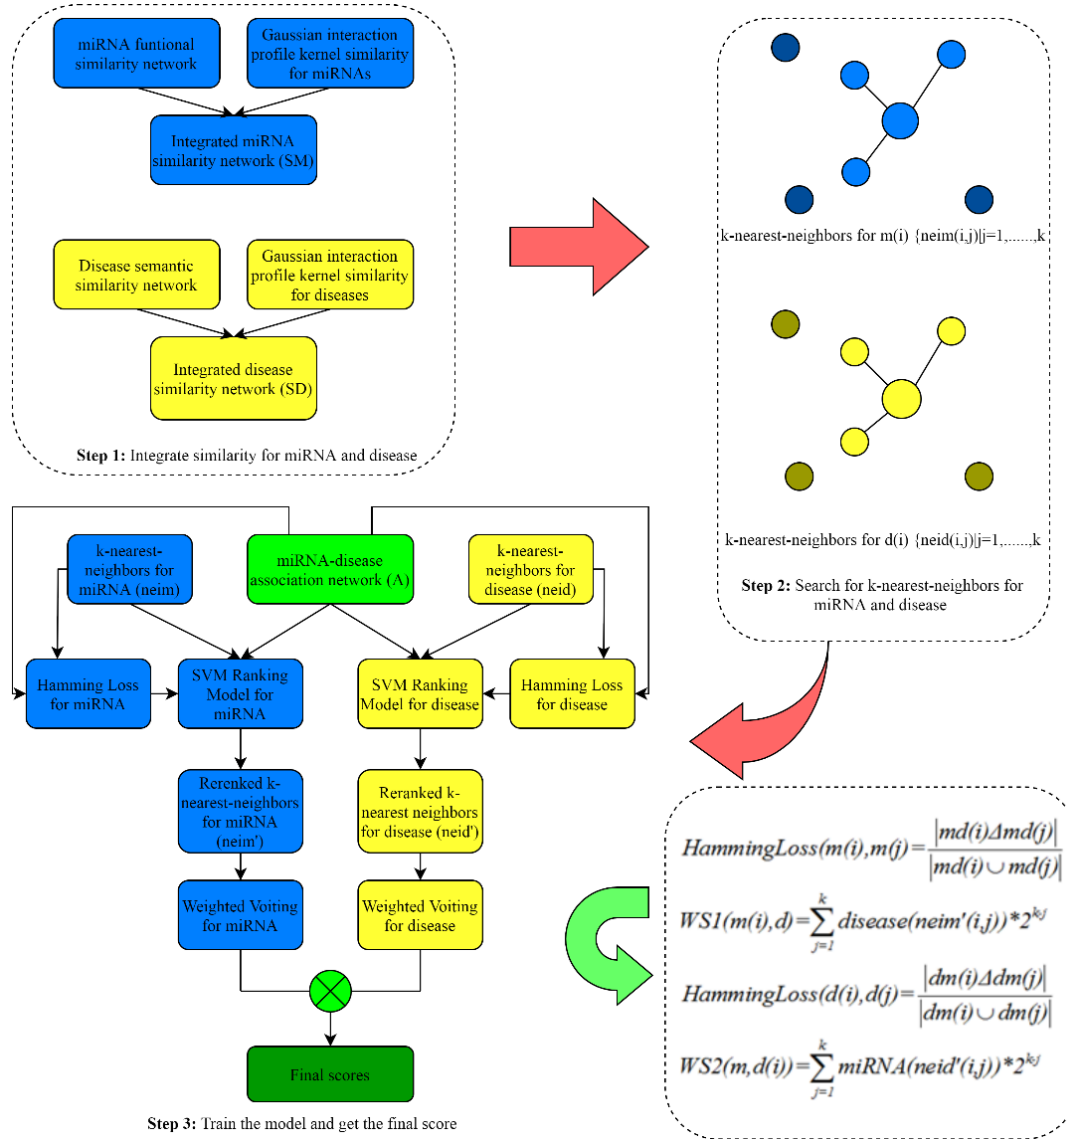 miRNA funtional
similarity network
Gaussian interaction
profile kernel similarity
for miRNAs
Integrated miRNA
similarity network (SM)
Disease semantic
similarity network
Gaussian interaction
profile kernel similarity
for diseases
Integrated disease
similarity network (SD)
Step 1: Integrate similarity for miRNA and disease
k-nearest-neighbors for m(i) {neim(i,j)|j=1,......,k
k-nearest-neighbors for d(i) {neid(i,j)|j=1,......,k
Step 2: Search for k-nearest-neighbors for
miRNA and disease
k-nearest-
neighbors for
miRNA (neim)
miRNA-disease
association network (A)
k-nearest-
neighbors for
disease (neid)
Hamming Loss
for miRNA
SVM Ranking
Model for
miRNA
SVM Ranking
Model for disease
Hamming Loss
for disease
Rerenked k-
nearest-neighbors
for miRNA
(neim')
Reranked k-
nearest neighbors
for disease (neid')
Weighted Voiting
for miRNA
Weighted Voiting
for disease
Final scores
Step 3: Train the model and get the final score
HammingLoss(m(i),m(j)=|md(i)Δmd(j)|/|md(i)∪md(j)|
WS1(m(i),d)=∑_{j=1}^{k} disease(neim'(i,j))*2^{k-j}
HammingLoss(d(i),d(j)=|dm(i)Δdm(j)|/|dm(i)∪dm(j)|
WS2(m,d(i))=∑_{j=1}^{k} miRNA(neid'(i,j))*2^{k-j}